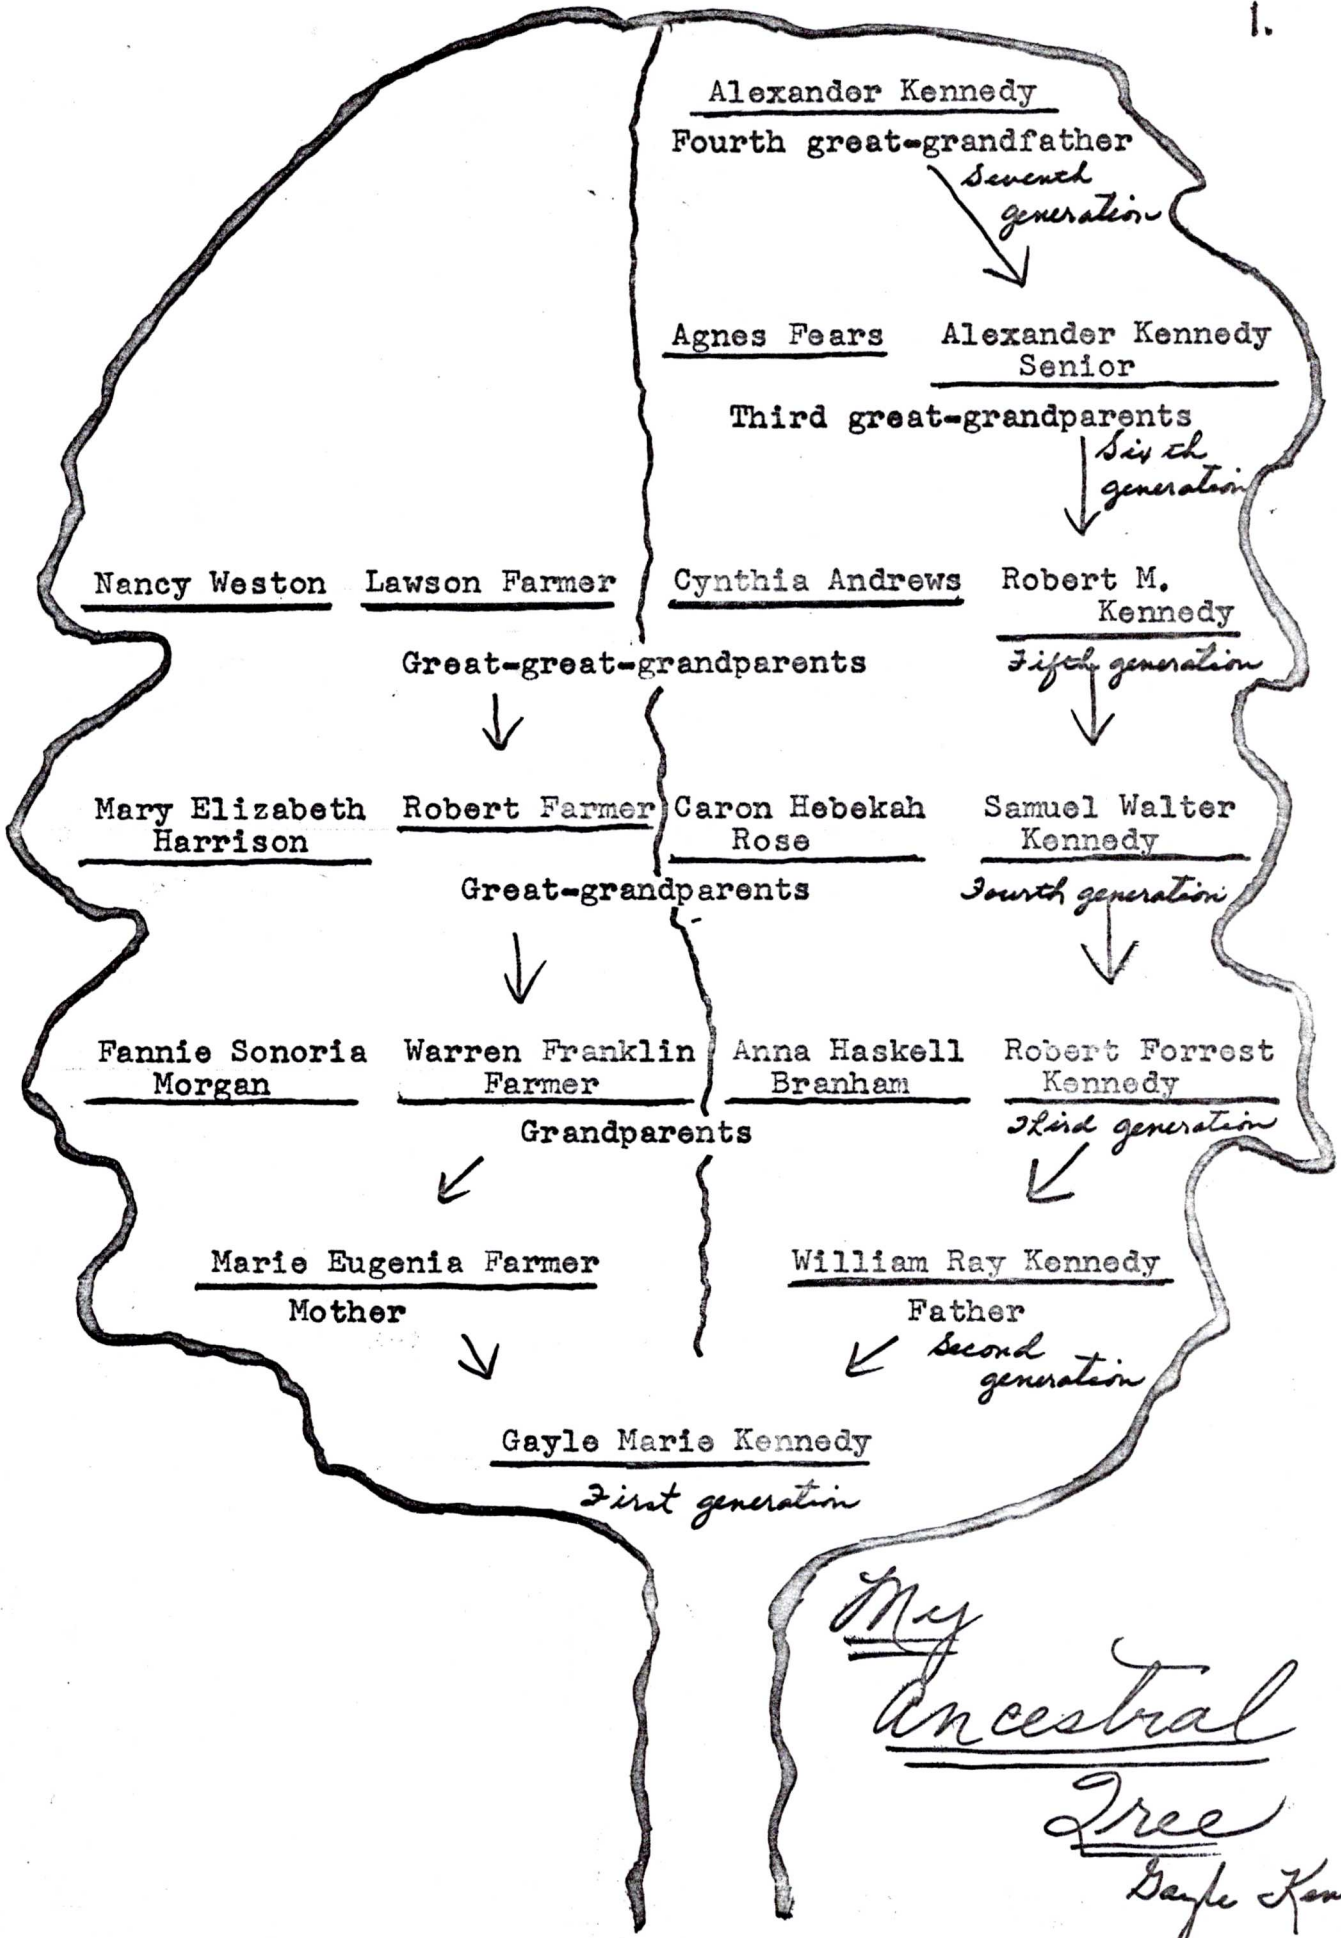 1.
Alexander Kennedy
Fourth great-grandfather
Seventh
generation
Agnes Fears
Alexander Kennedy
Senior
Third great-grandparents
Sixth
generation
Nancy Weston
Lawson Farmer
Cynthia Andrews
Robert M.
Kennedy
Great-great-grandparents
Fifth generation
Mary Elizabeth
Harrison
Robert Farmer
Caron Hebekah
Rose
Samuel Walter
Kennedy
Great-grandparents
Fourth generation
Fannie Sonoria
Morgan
Warren Franklin
Farmer
Anna Haskell
Branham
Robert Forrest
Kennedy
Grandparents
Third generation
Marie Eugenia Farmer
Mother
William Ray Kennedy
Father
Second
generation
Gayle Marie Kennedy
First generation
My
Ancestral
Tree
Gayle Ken